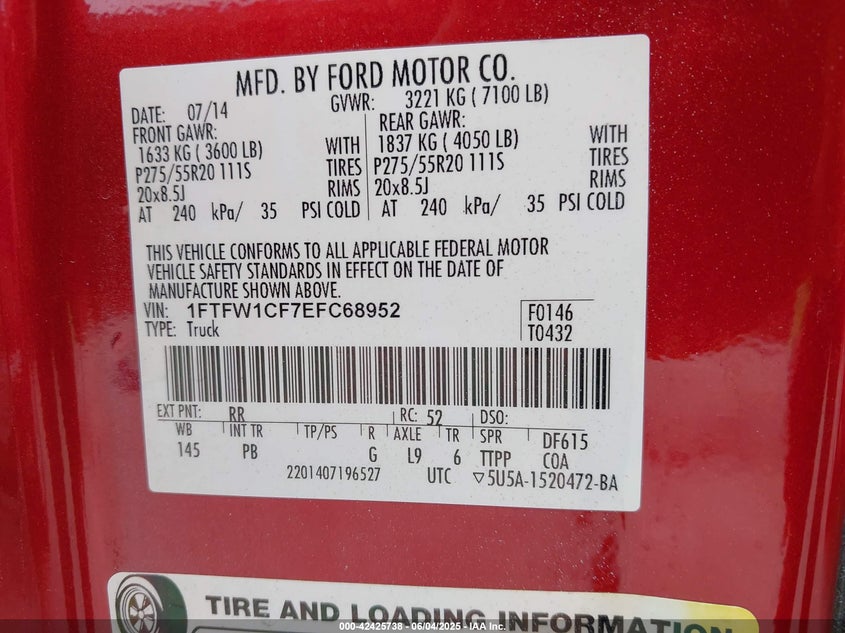 MFD. BY FORD MOTOR CO.
DATE: 07/14 GVWR: 3221 KG ( 7100 LB)
FRONT GAWR: REAR GAWR:
1633 KG ( 3600 LB) WITH 1837 KG ( 4050 LB) WITH
P275/55R20 111S TIRES P275/55R20 111S TIRES
20x8.5J RIMS 20x8.5J RIMS
AT 240 kPa/ 35 PSI COLD AT 240 kPa/ 35 PSI COLD
THIS VEHICLE CONFORMS TO ALL APPLICABLE FEDERAL MOTOR
VEHICLE SAFETY STANDARDS IN EFFECT ON THE DATE OF
MANUFACTURE SHOWN ABOVE.
VIN: 1FTFW1CF7EFC68952 F0146
TYPE: Truck T0432
EXT PNT: RR RC: 52 DSO:
WB INT TR TP/PS R AXLE TR SPR DF615
145 PB G L9 6 TTPP COA
2201407196527 UTC ▽5U5A-1520472-BA
TIRE AND LOADING INFORMATION
000-42425738 - 06/04/2025 - IAA Inc.